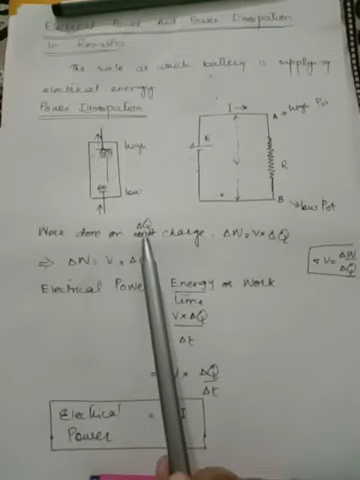 Electrical Power And Power Dissipation
in Resistors
The rate at which battery is supplying
electrical energy
Power Dissipation
high
low
I →
E
A → high Pot
V
R
B → low Pot
Work done on ΔQ charge ΔW = V × ΔQ
⇒ ΔW = V × ΔQ
∵ V = ΔW
ΔQ
Electrical Power Energy or Work
Time
V × ΔQ
Δt
= V × ΔQ
Δt
Electrical = I
Power